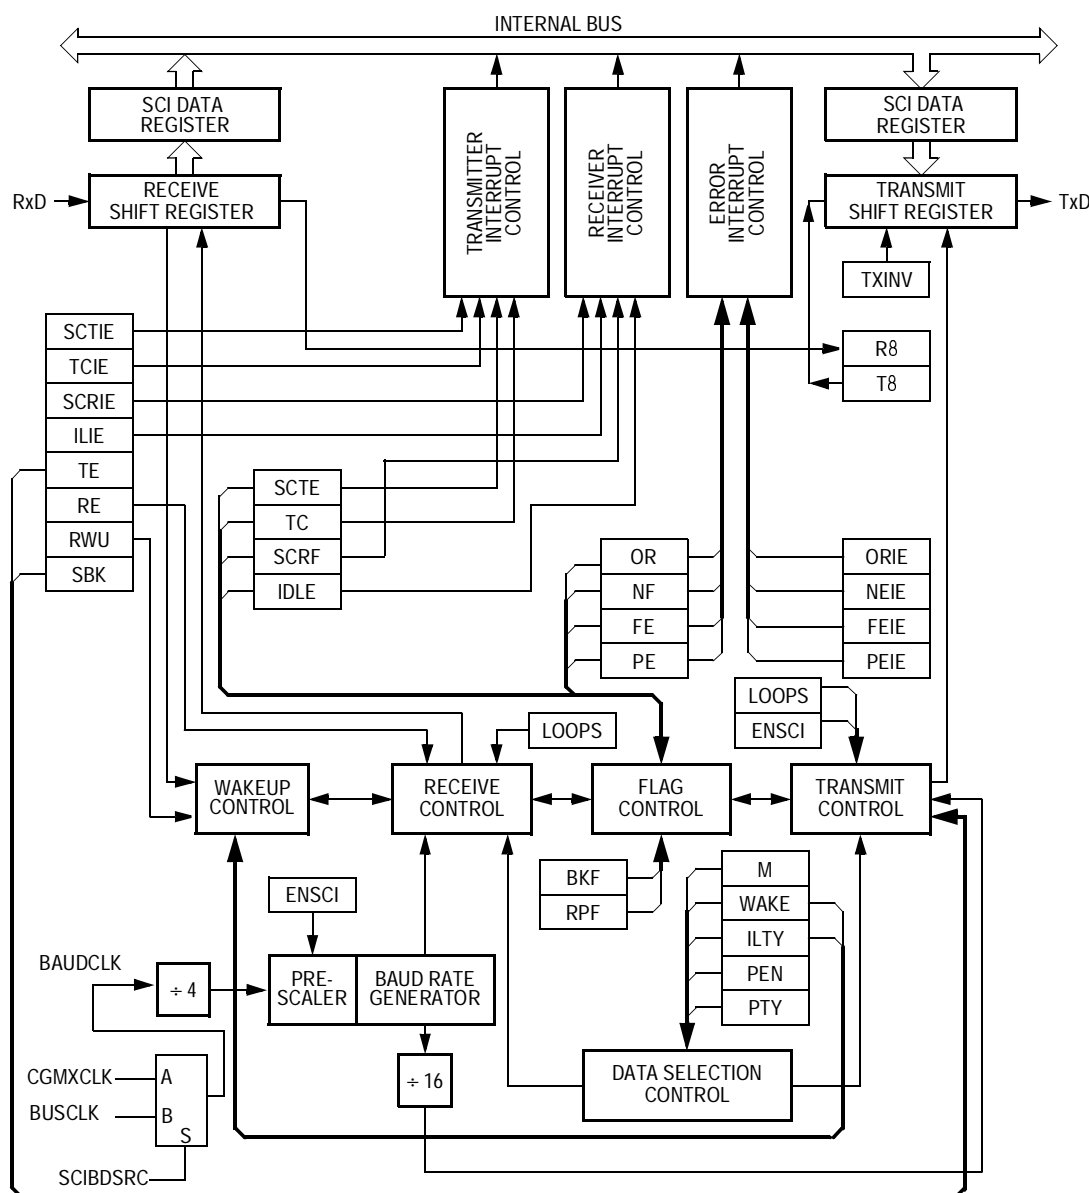 INTERNAL BUS
SCI DATA
REGISTER
SCI DATA
REGISTER
RxD
RECEIVE
SHIFT REGISTER
TRANSMITTER
INTERRUPT
CONTROL
RECEIVER
INTERRUPT
CONTROL
ERROR
INTERRUPT
CONTROL
TRANSMIT
SHIFT REGISTER
TxD
TXINV
SCTIE
TCIE
SCRIE
ILIE
TE
RE
RWU
SBK
R8
T8
SCTE
TC
SCRF
IDLE
OR
NF
FE
PE
ORIE
NEIE
FEIE
PEIE
LOOPS
LOOPS
ENSCI
WAKEUP
CONTROL
RECEIVE
CONTROL
FLAG
CONTROL
TRANSMIT
CONTROL
ENSCI
BKF
RPF
M
WAKE
ILTY
PEN
PTY
BAUDCLK
÷ 4
PRE-
SCALER
BAUD RATE
GENERATOR
÷ 16
DATA SELECTION
CONTROL
CGMXCLK
A
BUSCLK
B
S
SCIBDSRC